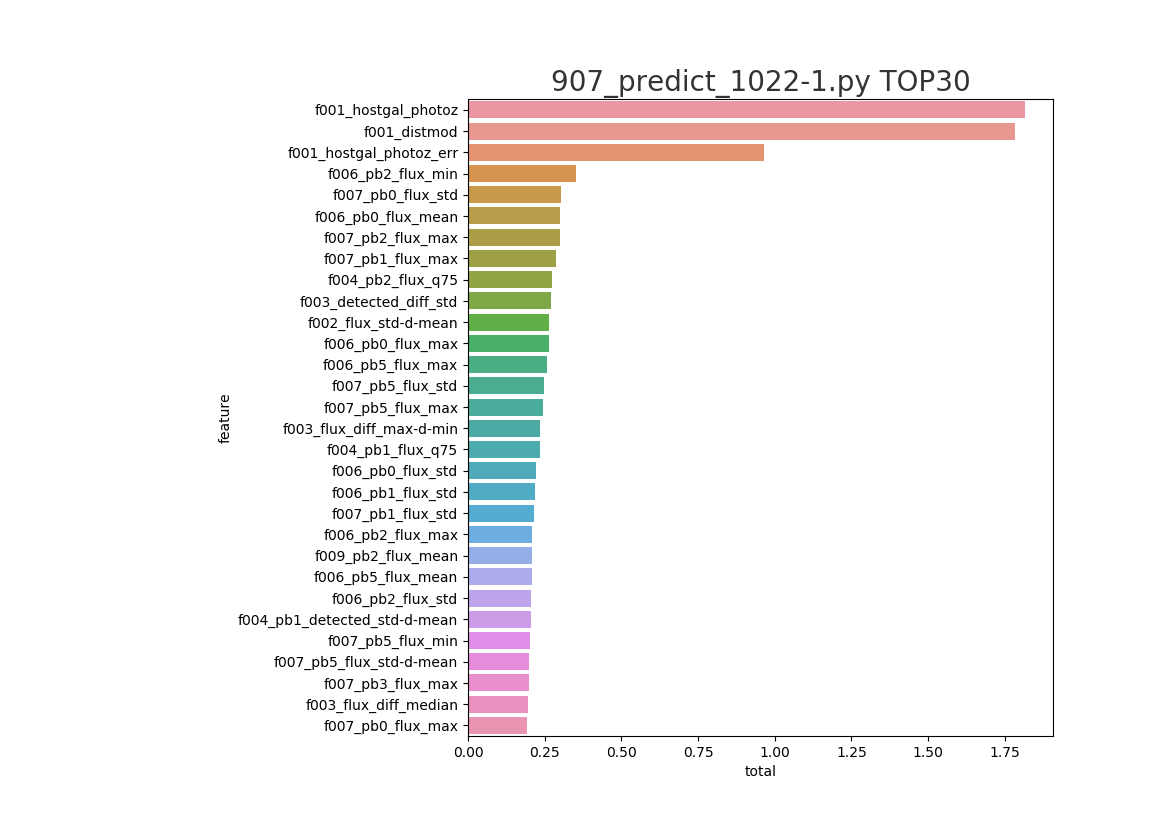 907_predict_1022-1.py TOP30
f001_hostgal_photoz
f001_distmod
f001_hostgal_photoz_err
f006_pb2_flux_min
f007_pb0_flux_std
f006_pb0_flux_mean
f007_pb2_flux_max
f007_pb1_flux_max
f004_pb2_flux_q75
f003_detected_diff_std
f002_flux_std-d-mean
f006_pb0_flux_max
f006_pb5_flux_max
f007_pb5_flux_std
f007_pb5_flux_max
f003_flux_diff_max-d-min
f004_pb1_flux_q75
f006_pb0_flux_std
f006_pb1_flux_std
f007_pb1_flux_std
f006_pb2_flux_max
f009_pb2_flux_mean
f006_pb5_flux_mean
f006_pb2_flux_std
f004_pb1_detected_std-d-mean
f007_pb5_flux_min
f007_pb5_flux_std-d-mean
f007_pb3_flux_max
f003_flux_diff_median
f007_pb0_flux_max
feature
0.00 0.25 0.50 0.75 1.00 1.25 1.50 1.75
total